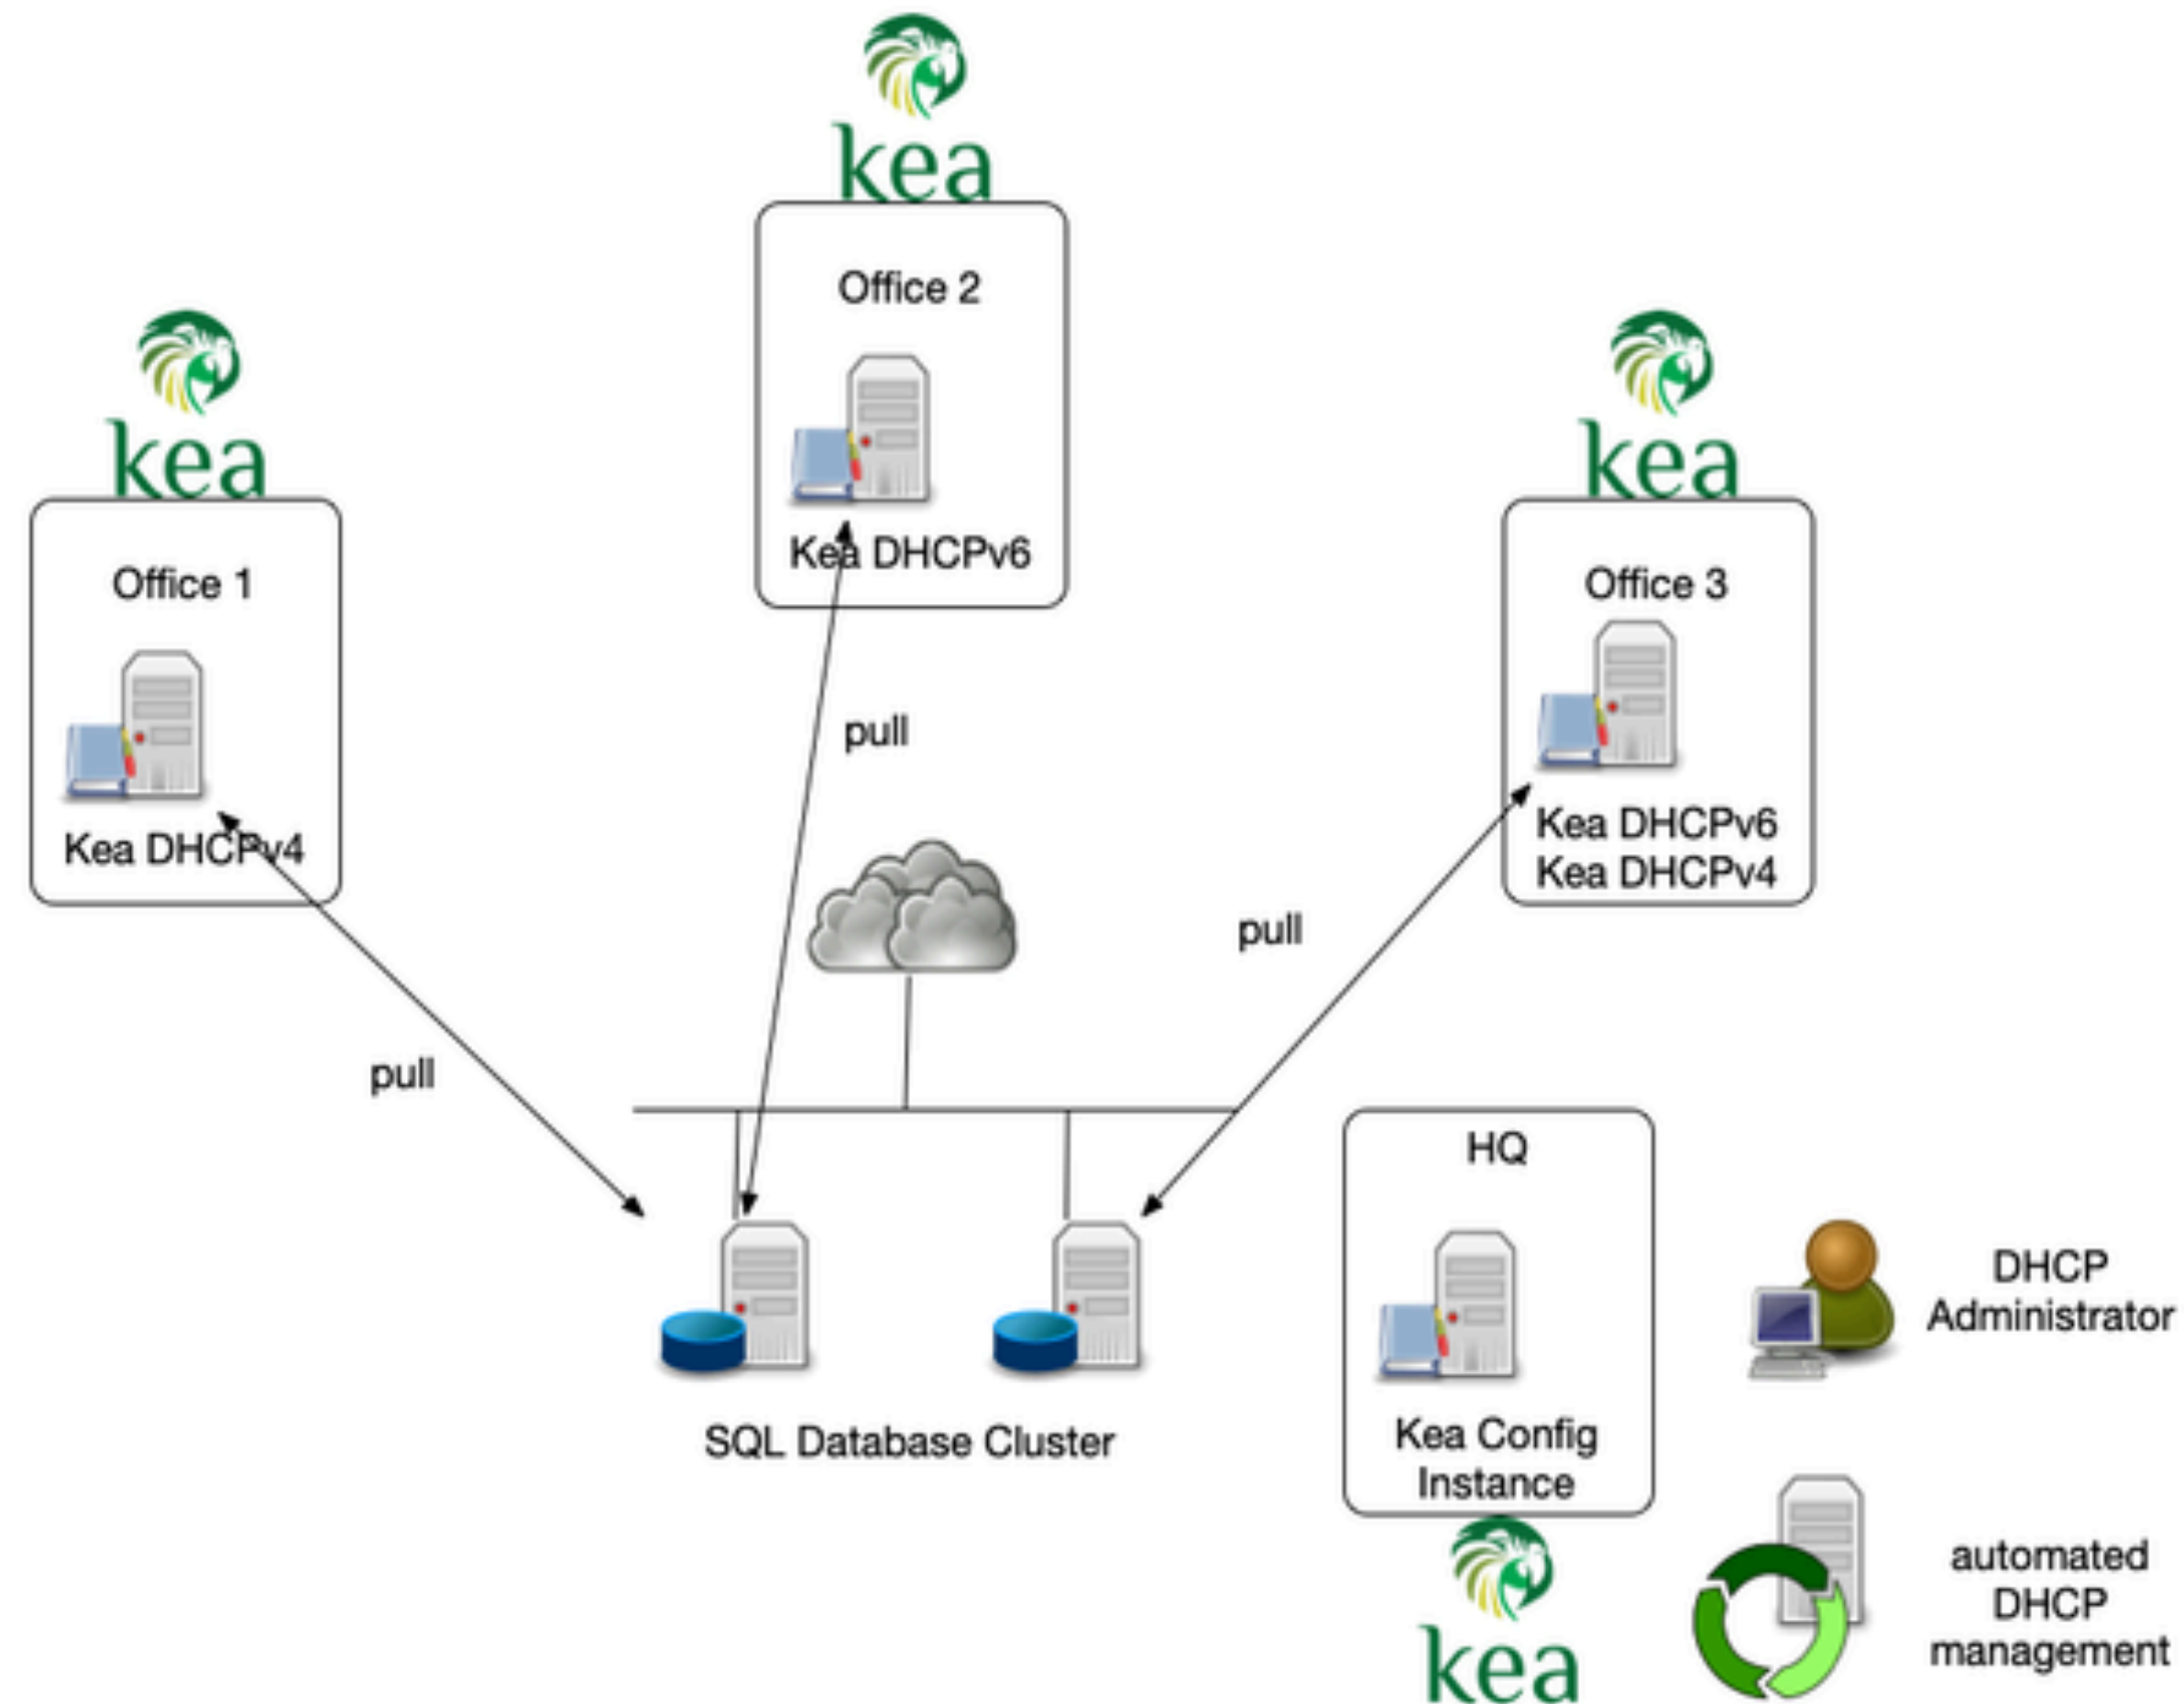 kea
Office 2
Kea DHCPv6
kea
Office 1
Kea DHCPv4
kea
Office 3
Kea DHCPv6
Kea DHCPv4
pull
pull
pull
SQL Database Cluster
HQ
Kea Config
Instance
kea
DHCP
Administrator
automated
DHCP
management